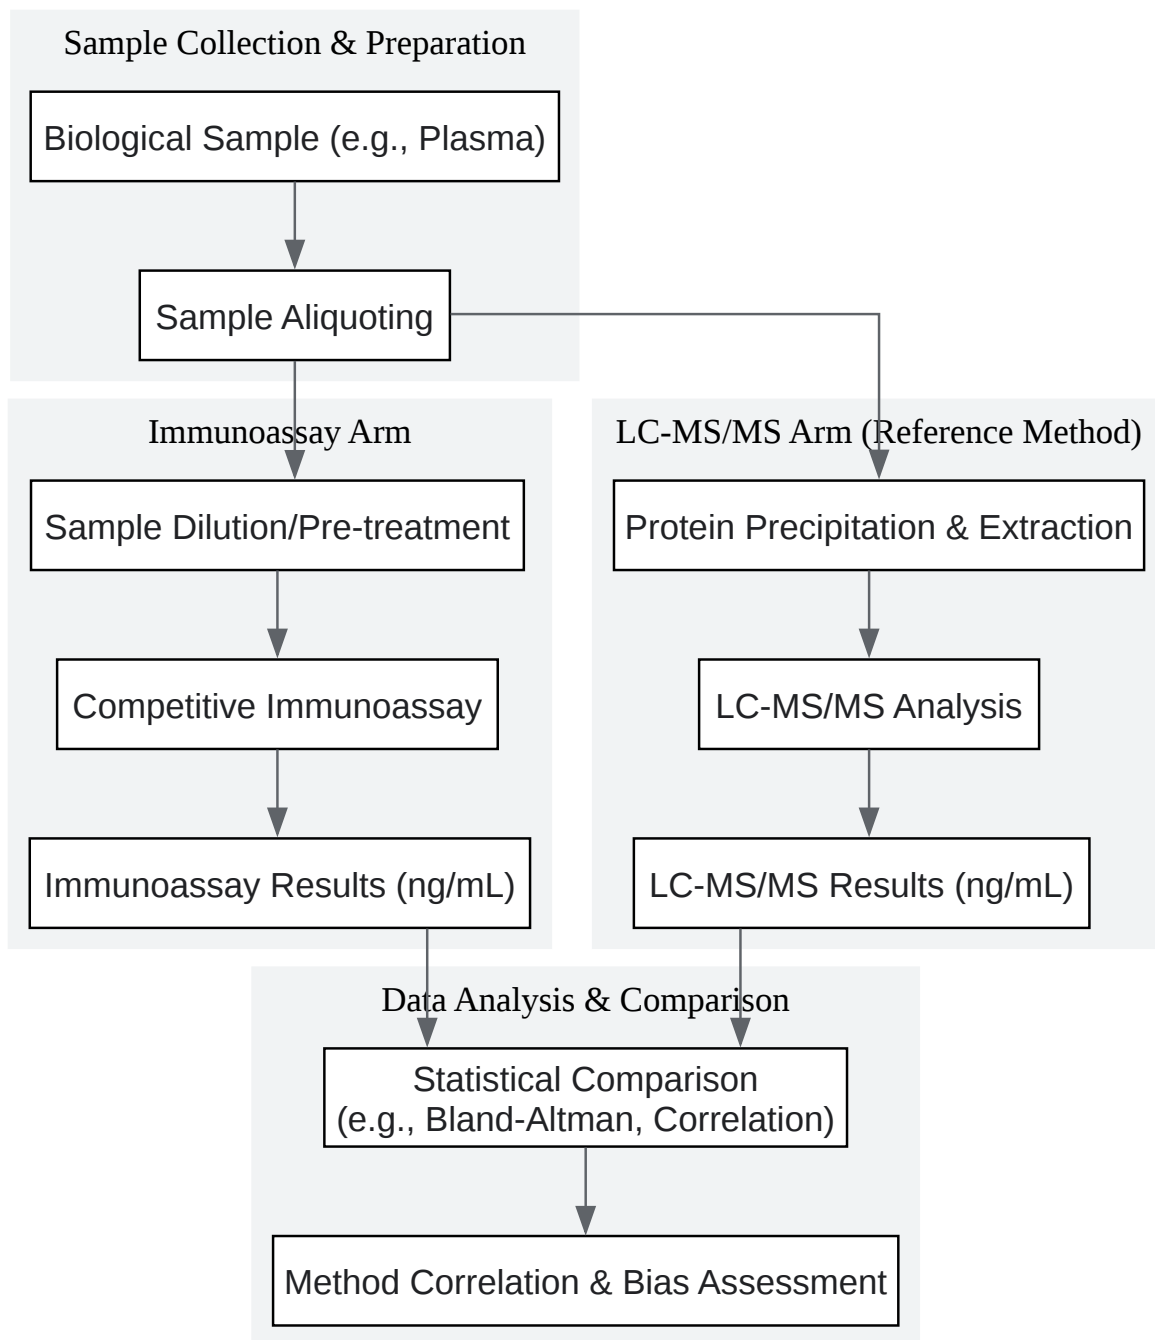 Sample Collection & Preparation
Biological Sample (e.g., Plasma)
Sample Aliquoting
Immunoassay Arm
Sample Dilution/Pre-treatment
Competitive Immunoassay
Immunoassay Results (ng/mL)
LC-MS/MS Arm (Reference Method)
Protein Precipitation & Extraction
LC-MS/MS Analysis
LC-MS/MS Results (ng/mL)
Data Analysis & Comparison
Statistical Comparison
(e.g., Bland-Altman, Correlation)
Method Correlation & Bias Assessment